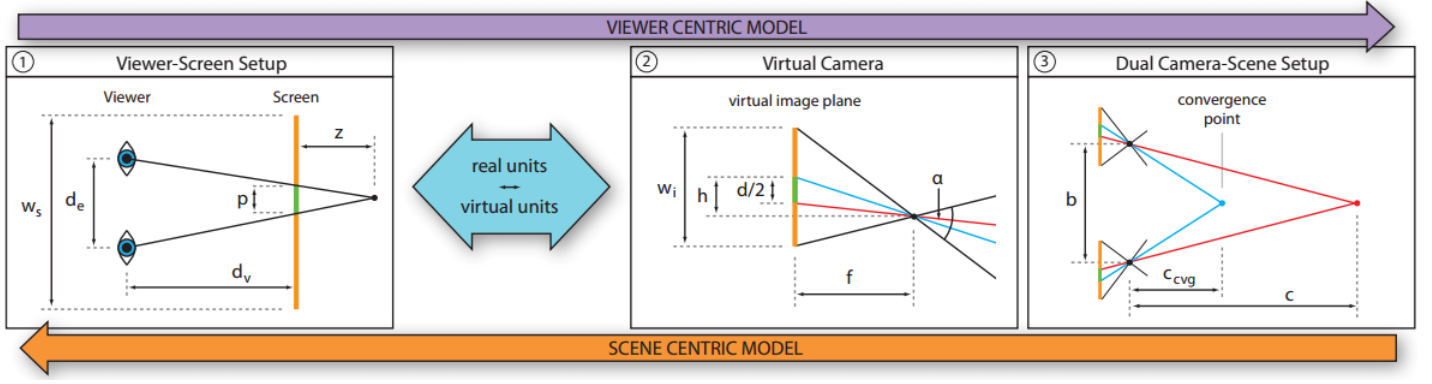 VIEWER CENTRIC MODEL
1 Viewer-Screen Setup
Viewer Screen
z
w_s
d_e
p
d_v
real units
virtual units
2 Virtual Camera
virtual image plane
w_i
h
d/2
α
f
3 Dual Camera-Scene Setup
convergence
point
b
c_cvg
c
SCENE CENTRIC MODEL